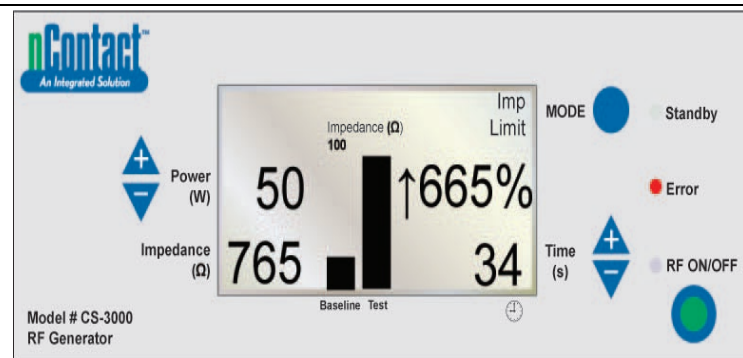 nContact™
An Integrated Solution
Imp
Limit
Impedance (Ω)
100
MODE
Standby
Power
(W)
50
↑665%
Error
Impedance
(Ω)
765
34
Time
(s)
RF ON/OFF
Baseline Test
Model # CS-3000
RF Generator